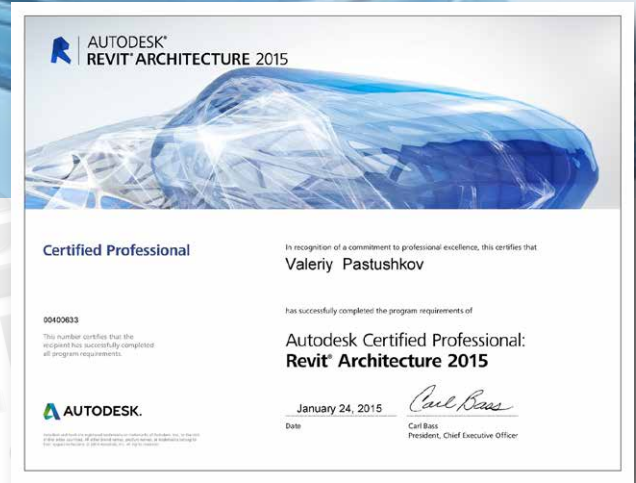 AUTODESK®
REVIT® ARCHITECTURE 2015
Certified Professional
In recognition of a commitment to professional excellence, this certifies that
Valeriy Pastushkov
00400633
has successfully completed the program requirements of
This number certifies that the
recipient has successfully completed
all program requirements.
Autodesk Certified Professional:
Revit® Architecture 2015
AUTODESK.
January 24, 2015
Carl Bass
Date
Carl Bass
President, Chief Executive Officer